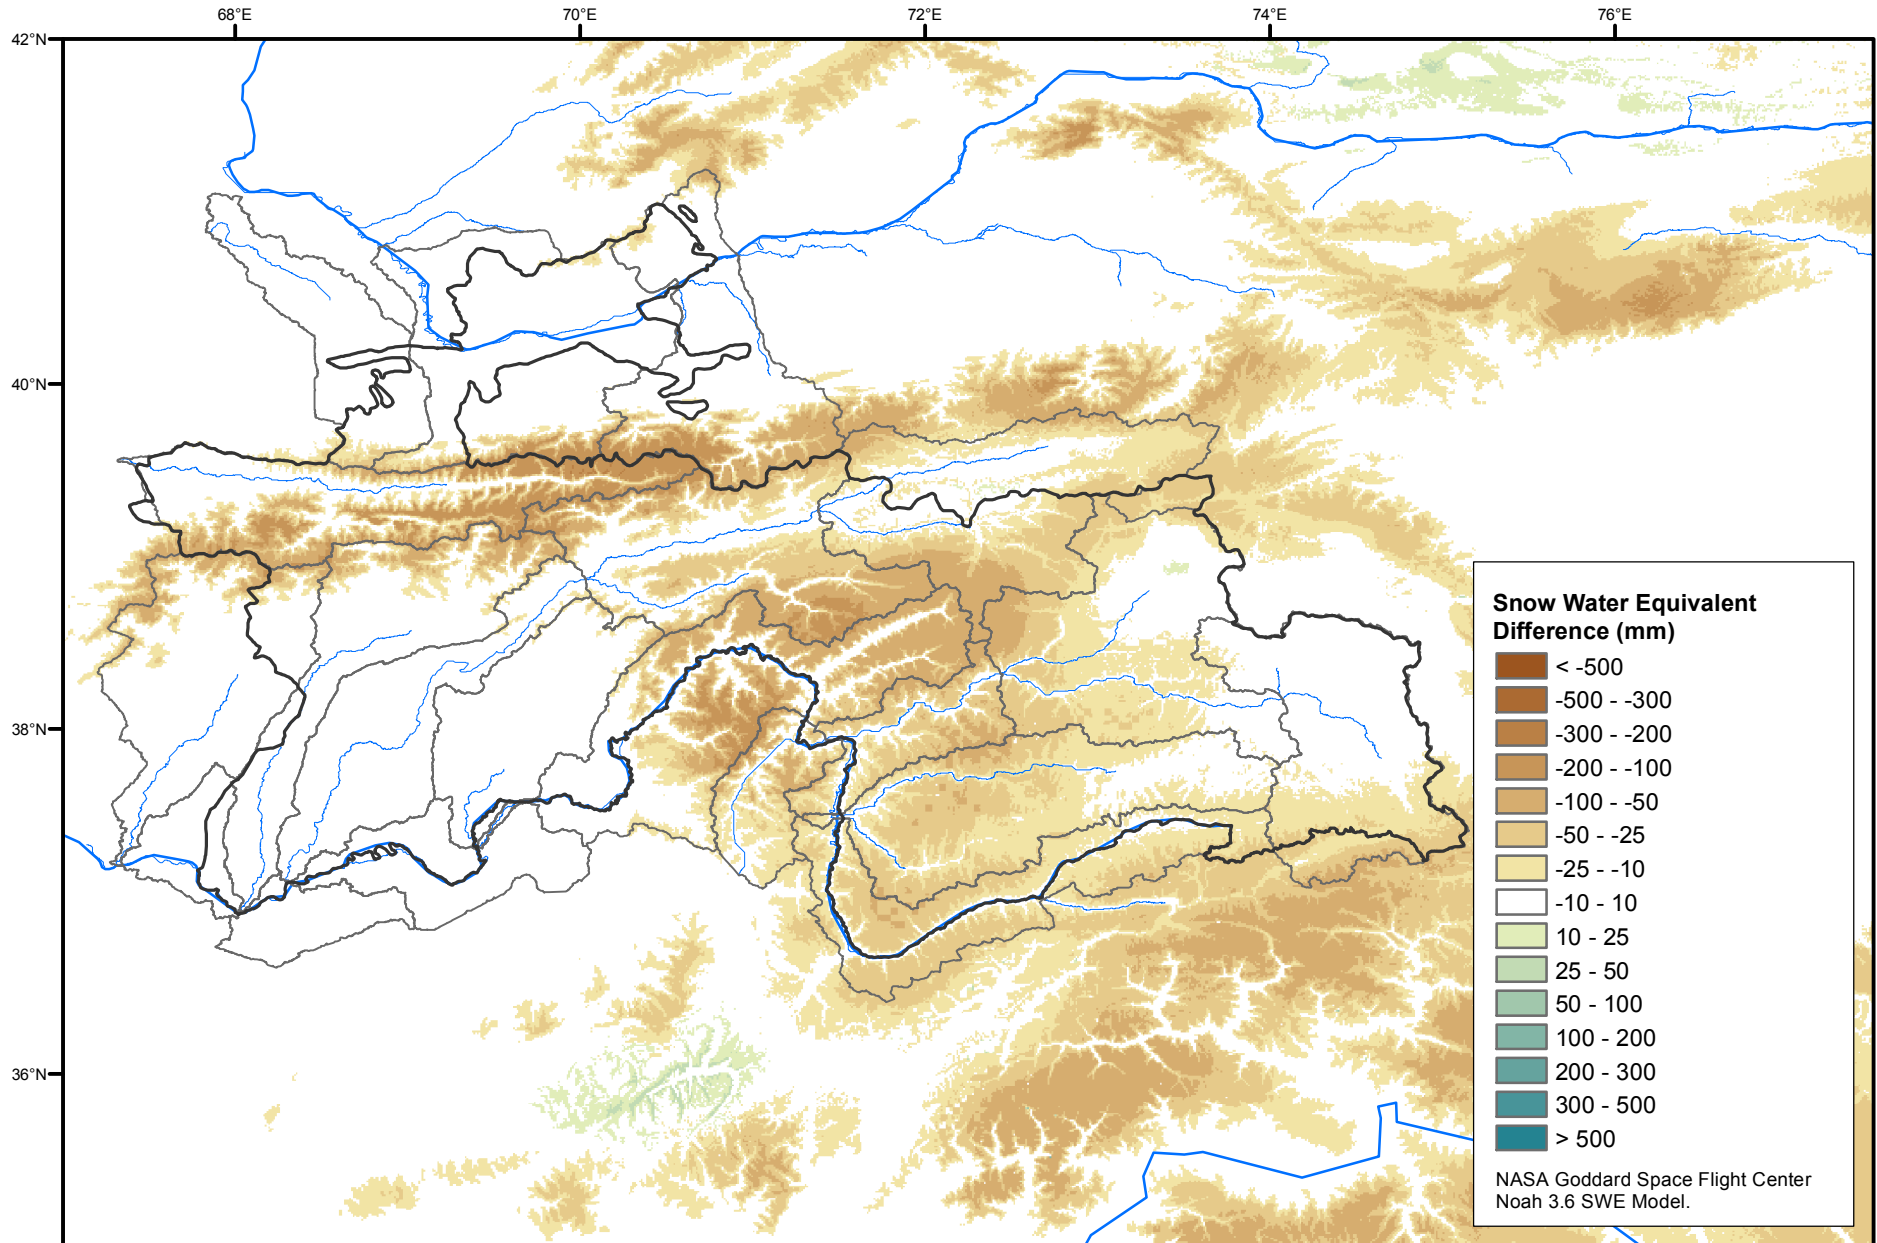 68°E
70°E
72°E
74°E
76°E
42°N
40°N
38°N
36°N
Snow Water Equivalent
Difference (mm)
< -500
-500 - -300
-300 - -200
-200 - -100
-100 - -50
-50 - -25
-25 - -10
-10 - 10
10 - 25
25 - 50
50 - 100
100 - 200
200 - 300
300 - 500
> 500
NASA Goddard Space Flight Center
Noah 3.6 SWE Model.